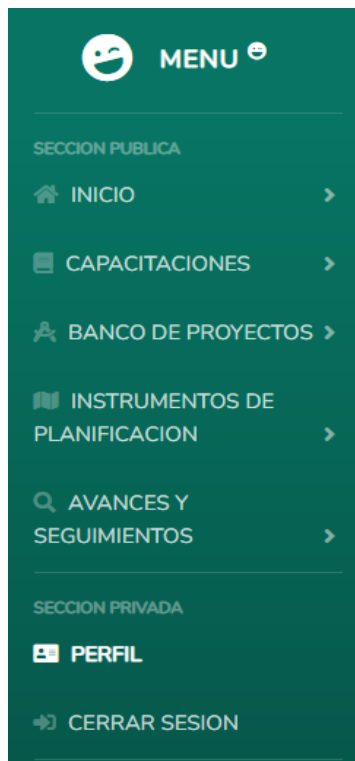 MENU
SECCION PUBLICA
INICIO
CAPACITACIONES
BANCO DE PROYECTOS
INSTRUMENTOS DE
PLANIFICACION
AVANCES Y
SEGUIMIENTOS
SECCION PRIVADA
PERFIL
CERRAR SESION